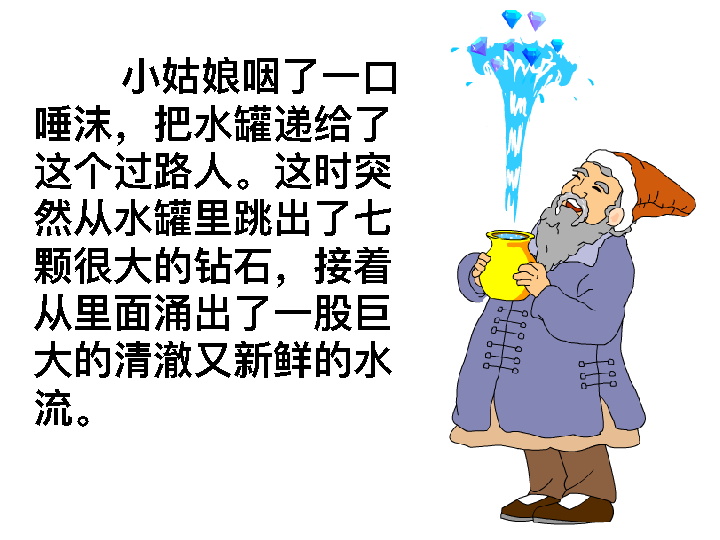 小姑娘咽了一口
唾沫，把水罐递给了
这个过路人。这时突
然从水罐里跳出了七
颗很大的钻石，接着
从里面涌出了一股巨
大的清澈又新鲜的水
流。